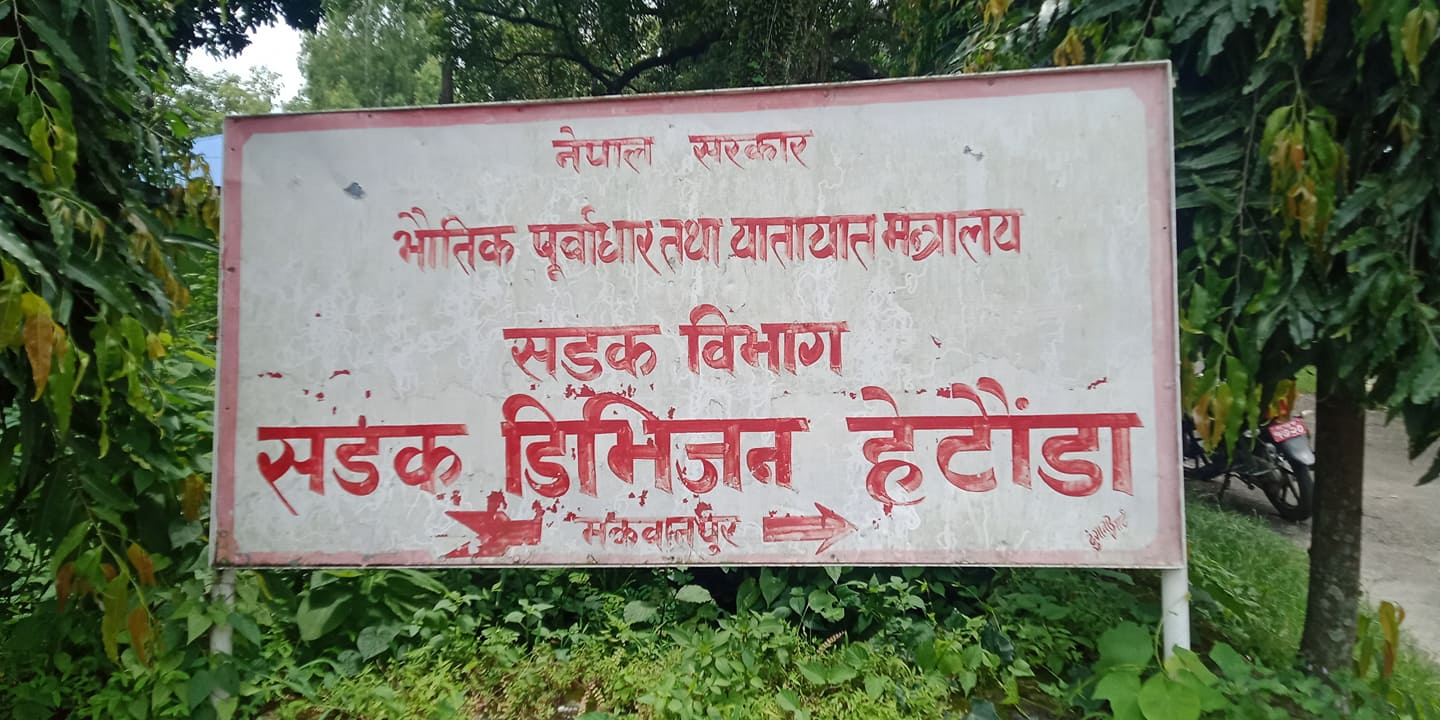 नेपाल सरकार
भौतिक पूर्वाधार तथा यातायात मन्त्रालय
सडक विभाग
सडक डिभिजन हेटौंडा
मकवानपुर